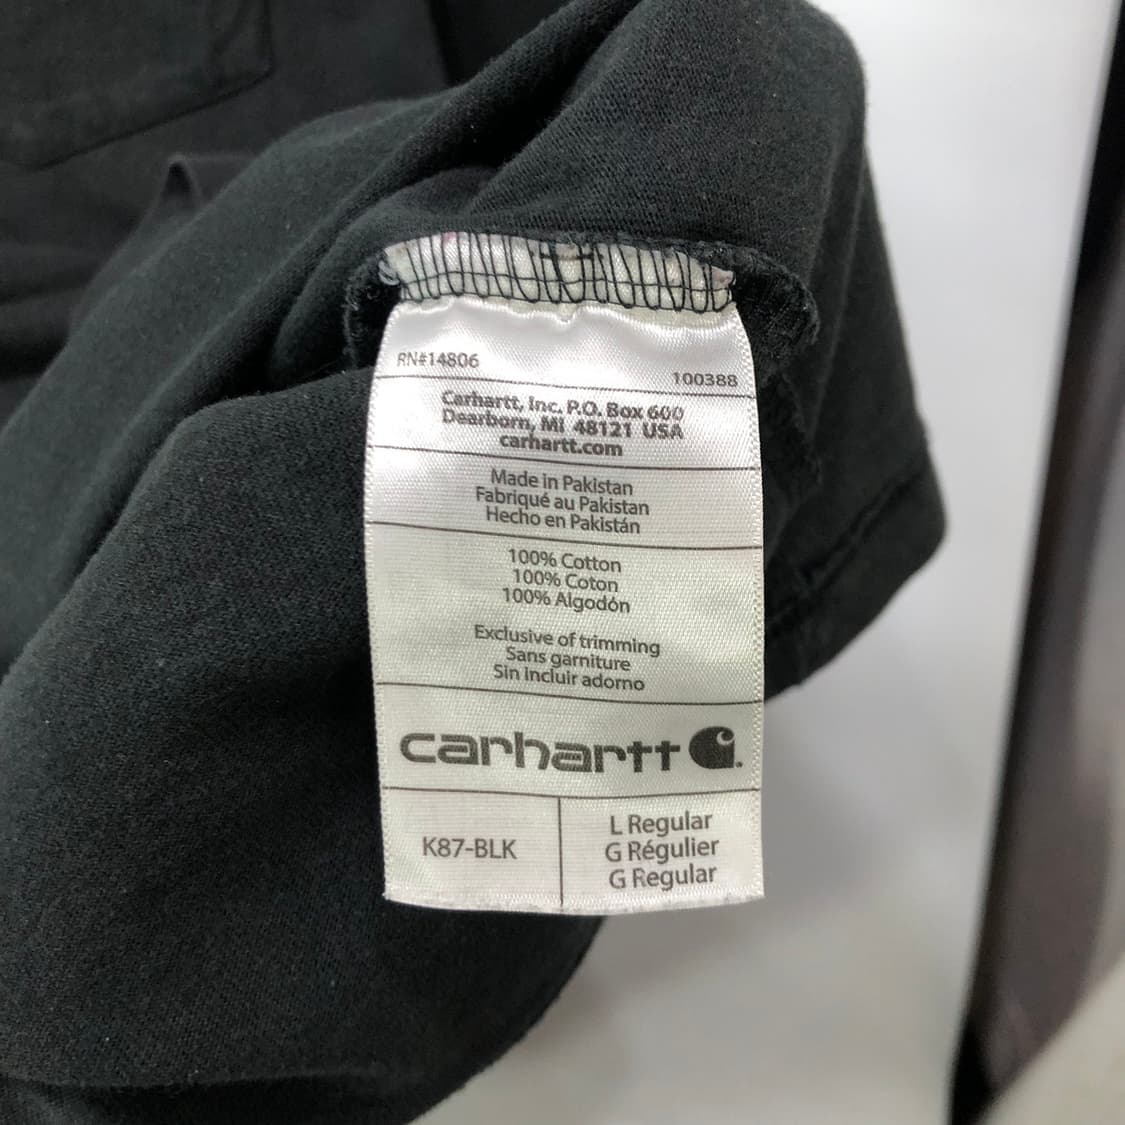 RN#14806
100388
Carhartt, Inc. P.O. Box 600
Dearborn, MI 48121 USA
carhartt.com
Made in Pakistan
Fabriqué au Pakistan
Hecho en Pakistán
100% Cotton
100% Coton
100% Algodón
Exclusive of trimming
Sans garniture
Sin incluir adorno
carhartt
K87-BLK
L Regular
G Régulier
G Regular